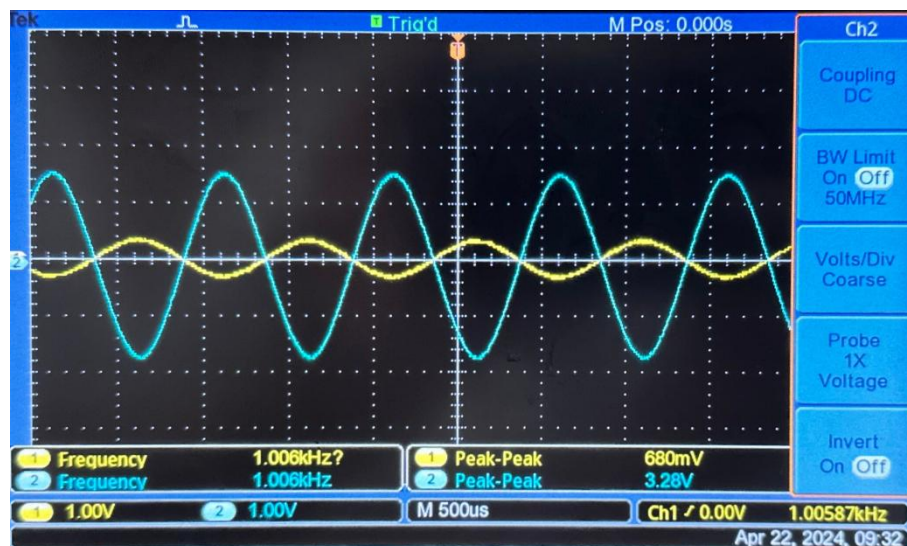 Tek
T Trig'd
M Pos: 0.000s
Ch2
T
Coupling
DC
BW Limit
On Off
50MHz
2
Volts/Div
Coarse
Probe
1X
Voltage
Invert
On Off
1 Frequency 1.006kHz?
2 Frequency 1.006kHz
1 Peak-Peak 680mV
2 Peak-Peak 3.28V
1 1.00V 2 1.00V M 500us Ch1 / 0.00V 1.00587kHz
Apr 22, 2024, 09:32